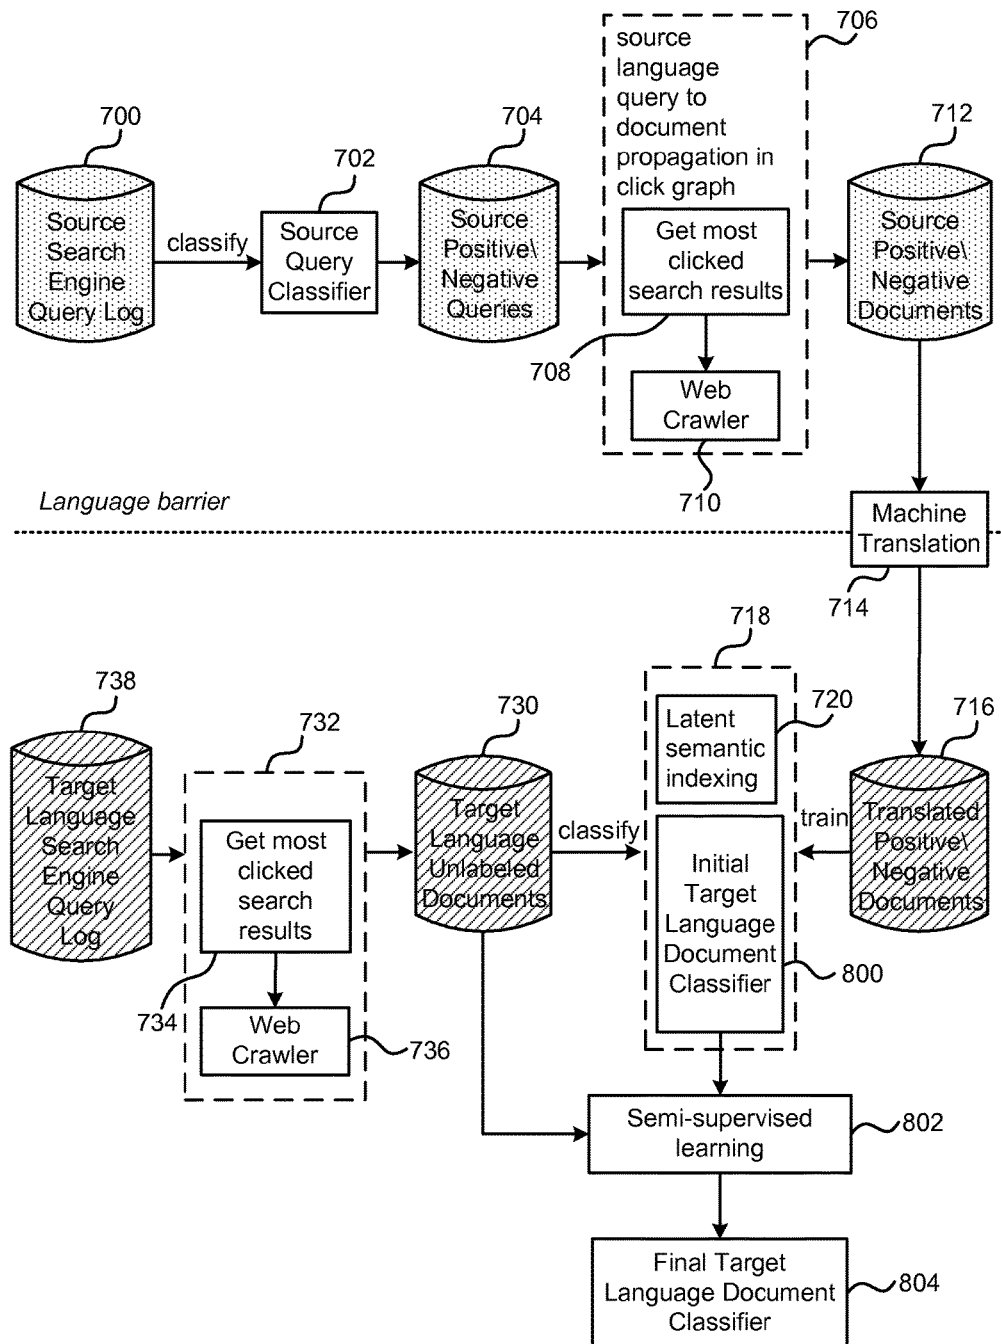 706
source
language
query to
document
propagation in
click graph
700
702
704
712
Source
Search
Engine
Query Log
classify
Source
Query
Classifier
Source
Positive\
Negative
Queries
Get most
clicked
search results
708
Web
Crawler
710
Source
Positive\
Negative
Documents
Language barrier
Machine
Translation
714
718
738
732
730
720
716
Target
Language
Search
Engine
Query
Log
Get most
clicked
search
results
734
Web
Crawler
736
Target
Language
Unlabeled
Documents
classify
Latent
semantic
indexing
Initial
Target
Language
Document
Classifier
800
train
Translated
Positive\
Negative
Documents
Semi-supervised
learning
802
Final Target
Language Document
Classifier
804